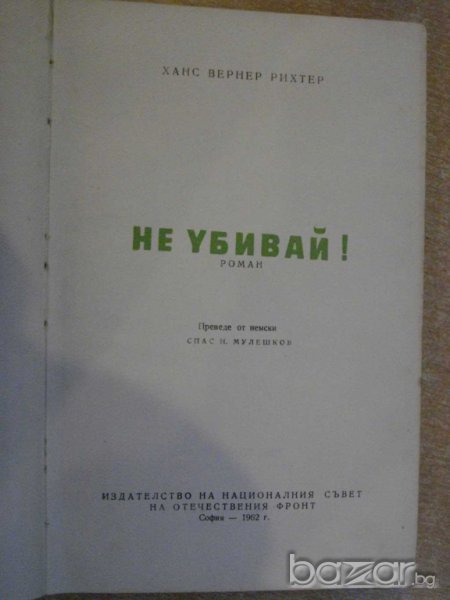 ХАНС ВЕРНЕР РИХТЕР
НЕ УБИВАЙ!
РОМАН
Преведе от немски
СПАС Н. МУЛЕШКОВ
ИЗДАТЕЛСТВО НА НАЦИОНАЛНИЯ СЪВЕТ
НА ОТЕЧЕСТВЕНИЯ ФРОНТ
София — 1962 г.
bazar.bg